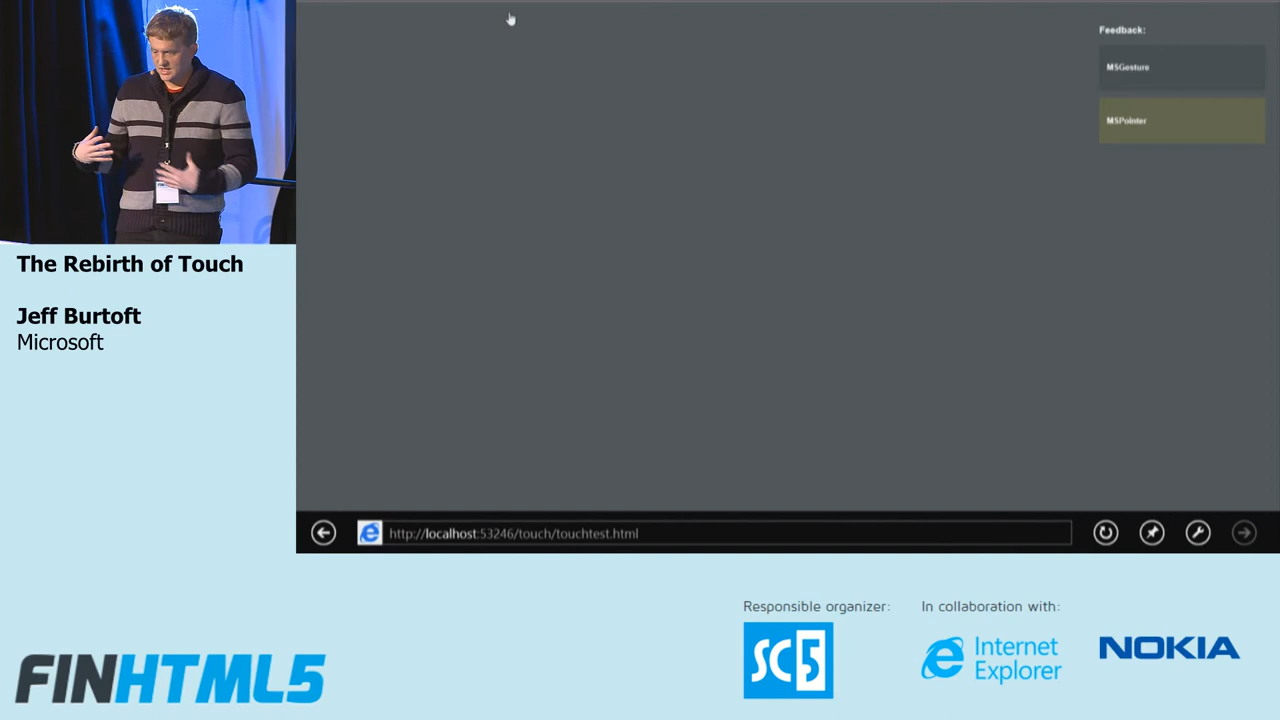 Feedback:
MSGesture
MSPointer
The Rebirth of Touch
Jeff Burtoft
Microsoft
http://localhost:53246/touch/touchtest.html
Responsible organizer:
In collaboration with:
SC5
Internet
Explorer
NOKIA
FINHTML5